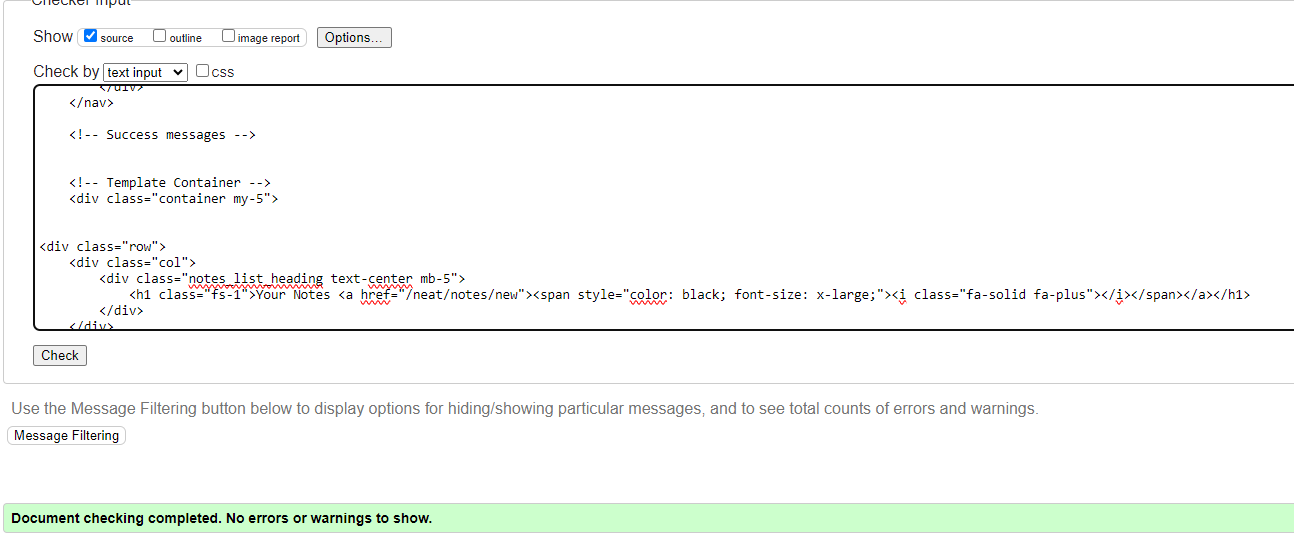 Checker Input
Show source outline image report Options...
Check by text input css
</div>
</nav>
<!-- Success messages -->
<!-- Template Container -->
<div class="container my-5">
<div class="row">
<div class="col">
<div class="notes_list_heading text-center mb-5">
<h1 class="fs-1">Your Notes <a href="/neat/notes/new"><span style="color: black; font-size: x-large;"><i class="fa-solid fa-plus"></i></span></a></h1>
</div>
</div>
Check
Use the Message Filtering button below to display options for hiding/showing particular messages, and to see total counts of errors and warnings.
Message Filtering
Document checking completed. No errors or warnings to show.